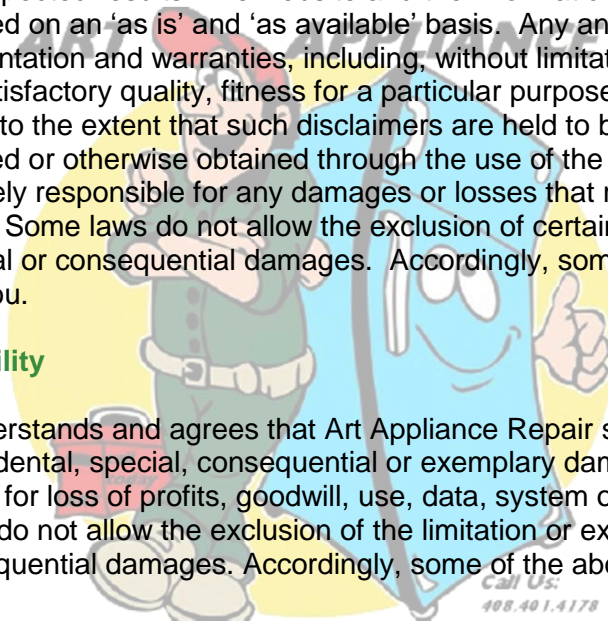 ed on an ‘as is’ and ‘as available’ basis.  Any an
ntation and warranties, including, without limitat
tisfactory quality, fitness for a particular purpose
to the extent that such disclaimers are held to b
ed or otherwise obtained through the use of the
ely responsible for any damages or losses that
Some laws do not allow the exclusion of certain
al or consequential damages.  Accordingly, som
ou.
ility
erstands and agrees that Art Appliance Repair s
dental, special, consequential or exemplary dam
for loss of profits, goodwill, use, data, system o
do not allow the exclusion of the limitation or ex
quential damages. Accordingly, some of the abo
ART APPLIANCE
Today
Call Us:
408.401.4178